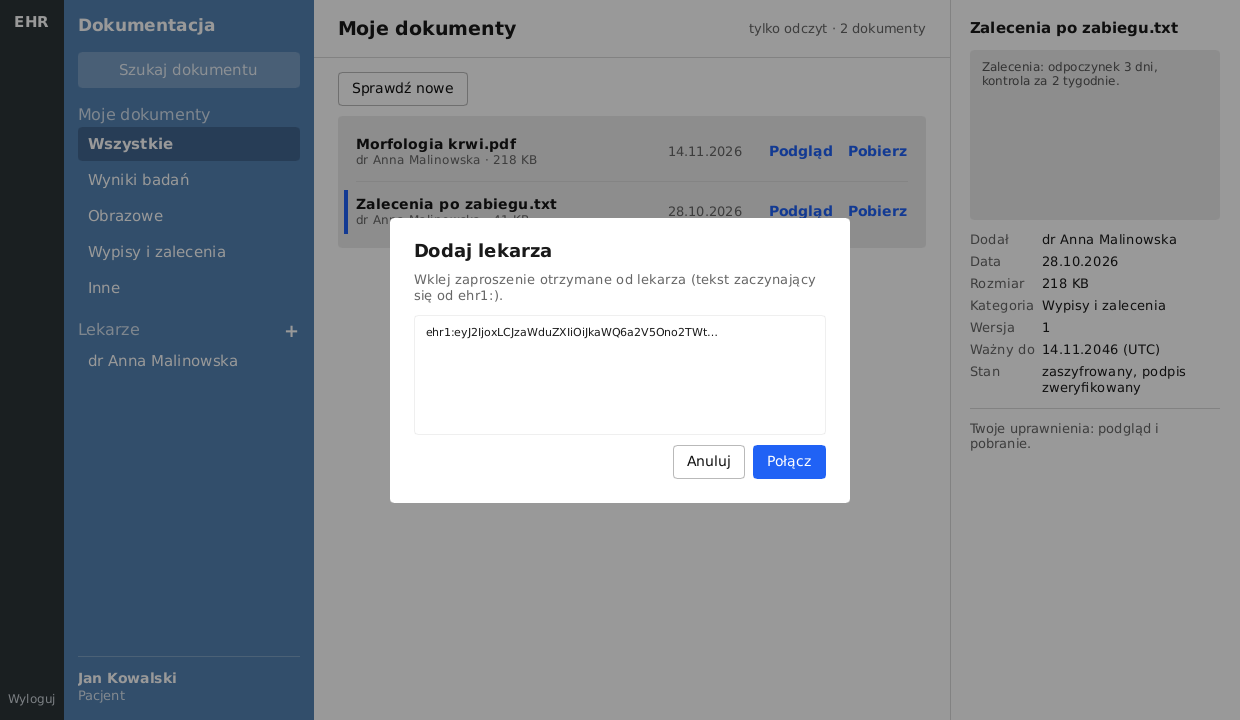 EHR
Wyloguj
Dokumentacja
Szukaj dokumentu
Moje dokumenty
Wszystkie
Wyniki badań
Obrazowe
Wypisy i zalecenia
Inne
Lekarze +
dr Anna Malinowska
Jan Kowalski
Pacjent
Moje dokumenty
tylko odczyt · 2 dokumenty
Sprawdź nowe
Morfologia krwi.pdf
dr Anna Malinowska · 218 KB
14.11.2026 Podgląd Pobierz
Zalecenia po zabiegu.txt
dr Anna Malinowska · 41 KB
28.10.2026 Podgląd Pobierz
Dodaj lekarza
Wklej zaproszenie otrzymane od lekarza (tekst zaczynający
się od ehr1:).
ehr1:eyJ2IjoxLCJzaWduZXIiOiJkaWQ6a2V5Ono2TWt...
Anuluj Połącz
Zalecenia po zabiegu.txt
Zalecenia: odpoczynek 3 dni,
kontrola za 2 tygodnie.
Dodał dr Anna Malinowska
Data 28.10.2026
Rozmiar 218 KB
Kategoria Wypisy i zalecenia
Wersja 1
Ważny do 14.11.2046 (UTC)
Stan zaszyfrowany, podpis
zweryfikowany
Twoje uprawnienia: podgląd i
pobranie.